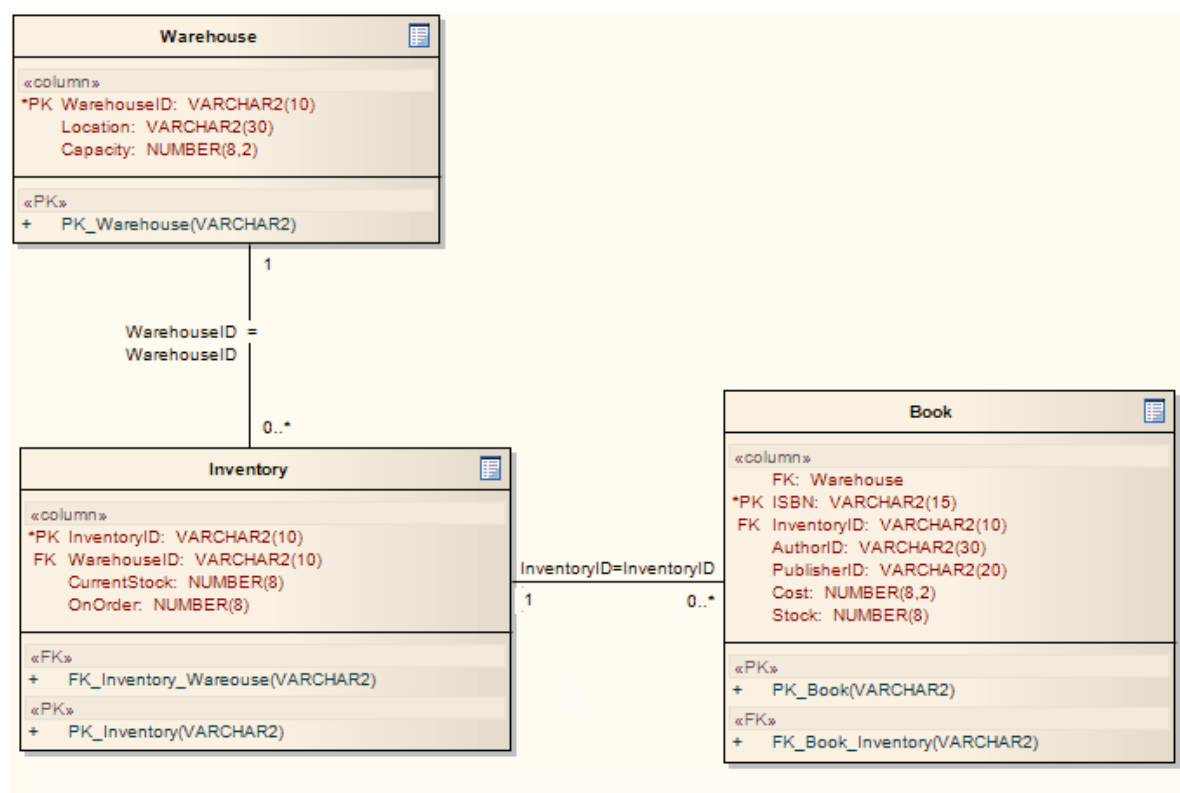 Warehouse
«column»
*PK WarehouseID: VARCHAR2(10)
Location: VARCHAR2(30)
Capacity: NUMBER(8,2)
«PK»
+ PK_Warehouse(VARCHAR2)
1
WarehouseID =
WarehouseID
0..*
Inventory
«column»
*PK InventoryID: VARCHAR2(10)
FK WarehouseID: VARCHAR2(10)
CurrentStock: NUMBER(8)
OnOrder: NUMBER(8)
«FK»
+ FK_Inventory_Wareouse(VARCHAR2)
«PK»
+ PK_Inventory(VARCHAR2)
InventoryID=InventoryID
1 0..*
Book
«column»
FK: Warehouse
*PK ISBN: VARCHAR2(15)
FK InventoryID: VARCHAR2(10)
AuthorID: VARCHAR2(30)
PublisherID: VARCHAR2(20)
Cost: NUMBER(8,2)
Stock: NUMBER(8)
«PK»
+ PK_Book(VARCHAR2)
«FK»
+ FK_Book_Inventory(VARCHAR2)